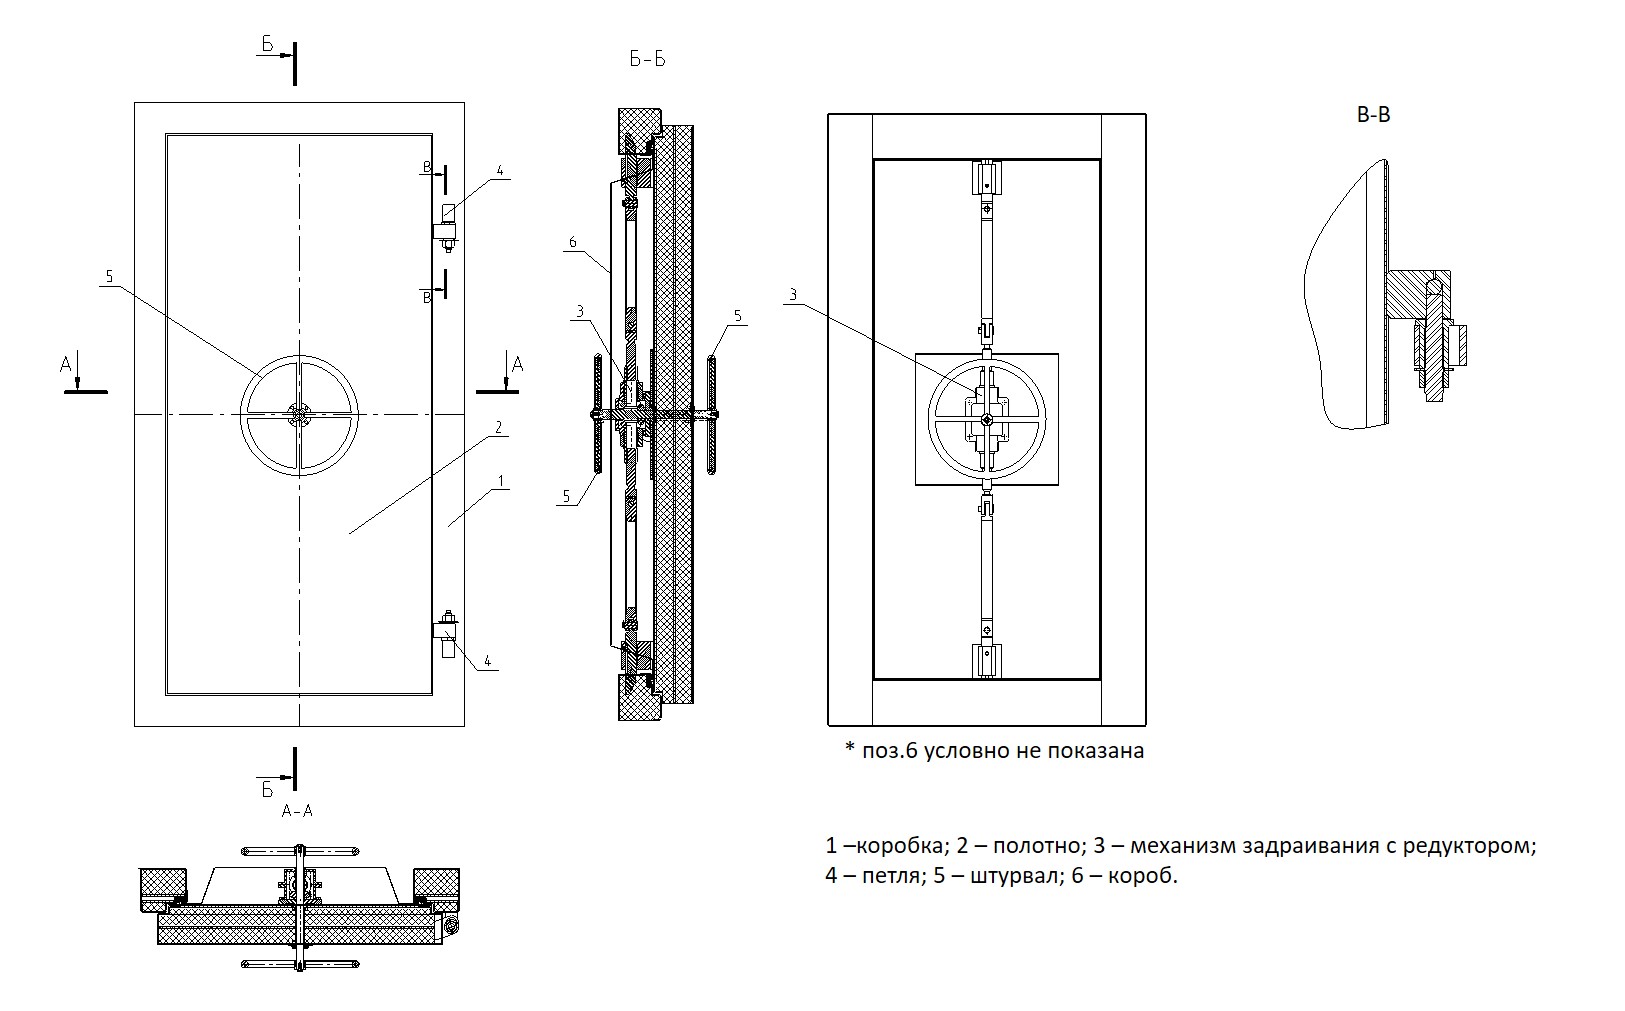 Б
Б-Б
В-В
В
4
6
5
В
3
5
3
А
А
2
1
5
4
* поз.6 условно не показана
Б
А-А
1 –коробка; 2 – полотно; 3 – механизм задраивания с редуктором;
4 – петля; 5 – штурвал; 6 – короб.